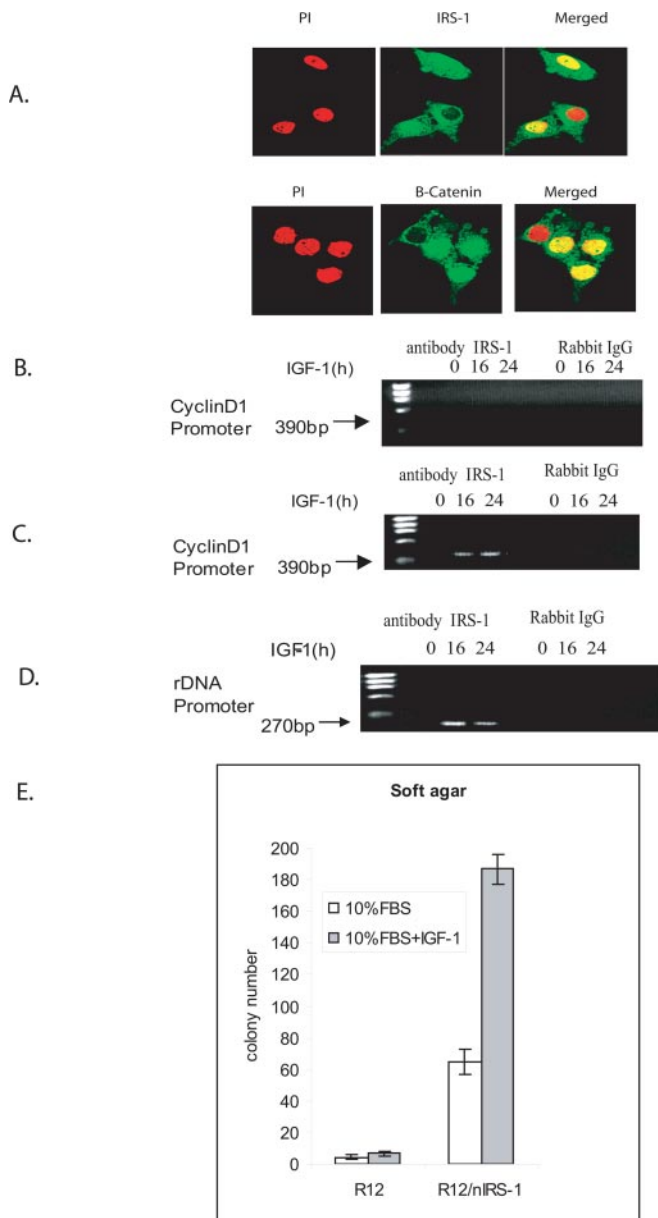 PI IRS-1 Merged
A.
PI B-Catenin Merged
B.
antibody IRS-1 Rabbit IgG
IGF-1(h) 0 16 24 0 16 24
CyclinD1
Promoter 390bp
antibody IRS-1 Rabbit IgG
IGF-1(h) 0 16 24 0 16 24
C.
CyclinD1
Promoter 390bp
antibody IRS-1 Rabbit IgG
IGF1(h) 0 16 24 0 16 24
D.
rDNA
Promoter
270bp
E.
Soft agar
200
180
160
140
120
100
80
60
40
20
0
colony number
10%FBS
10%FBS+IGF-1
R12 R12/nIRS-1